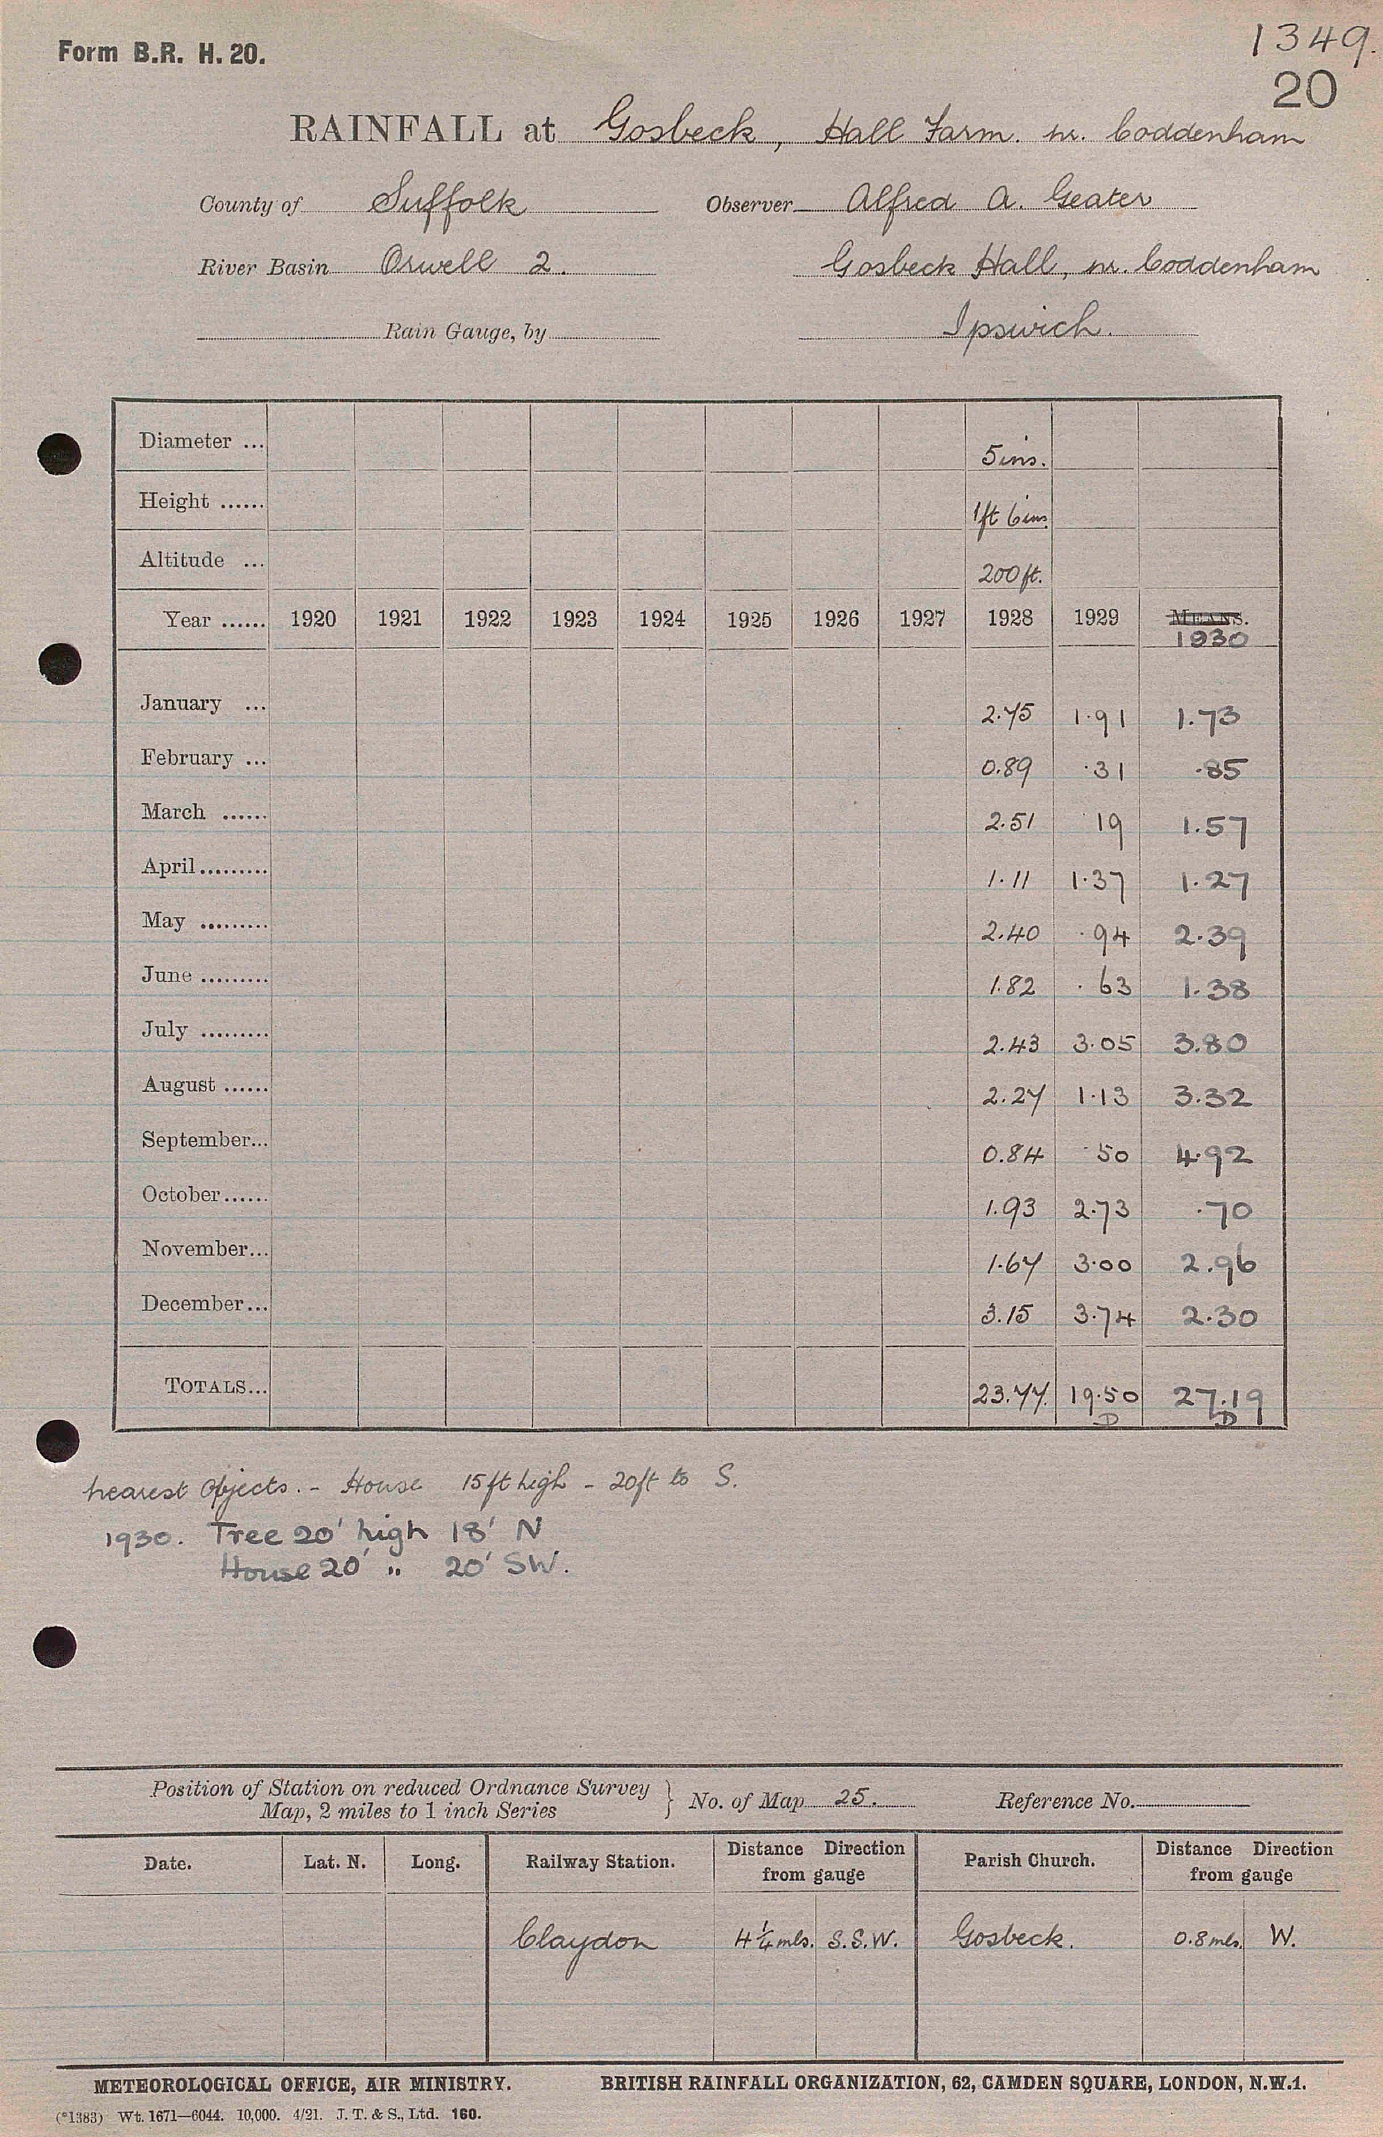 Form B.R. H. 20.
1349.
20
RAINFALL at Gosbeck, Hall Farm. nr. Coddenham
County of Suffolk Observer Alfred A. Geater
River Basin Orwell 2. Gosbeck Hall, nr. Coddenham
Rain Gauge, by Ipswich.
Diameter ... 5ins.
Height ...... 1ft 6ins
Altitude ... 200ft.
Year ...... 1920 1921 1922 1923 1924 1925 1926 1927 1928 1929 MEANS.
1930
January ... 2.75 1.91 1.73
February ... 0.89 .31 .85
March ...... 2.51 19 1.57
April ......... 1.11 1.37 1.27
May ......... 2.40 .94 2.39
June ......... 1.82 .63 1.38
July ......... 2.43 3.05 3.80
August ...... 2.27 1.13 3.32
September... 0.84 .50 4.92
October ...... 1.93 2.73 .70
November... 1.67 3.00 2.96
December... 3.15 3.74 2.30
TOTALS... 23.77. 19.50 27.19
D D
nearest objects. - House 15ft high - 20ft to S.
1930. Tree 20' high 18' N
House 20' " 20' SW.
Position of Station on reduced Ordnance Survey
Map, 2 miles to 1 inch Series } No. of Map 25. Reference No.
Date. Lat. N. Long. Railway Station. Distance Direction from gauge Parish Church. Distance Direction from gauge
Claydon 4¼ mls. S.S.W. Gosbeck. 0.8 mls. W.
METEOROLOGICAL OFFICE, AIR MINISTRY. BRITISH RAINFALL ORGANIZATION, 62, CAMDEN SQUARE, LONDON, N.W.1.
(*1383) Wt. 1671—6044. 10,000. 4/21. J. T. & S., Ltd. 160.